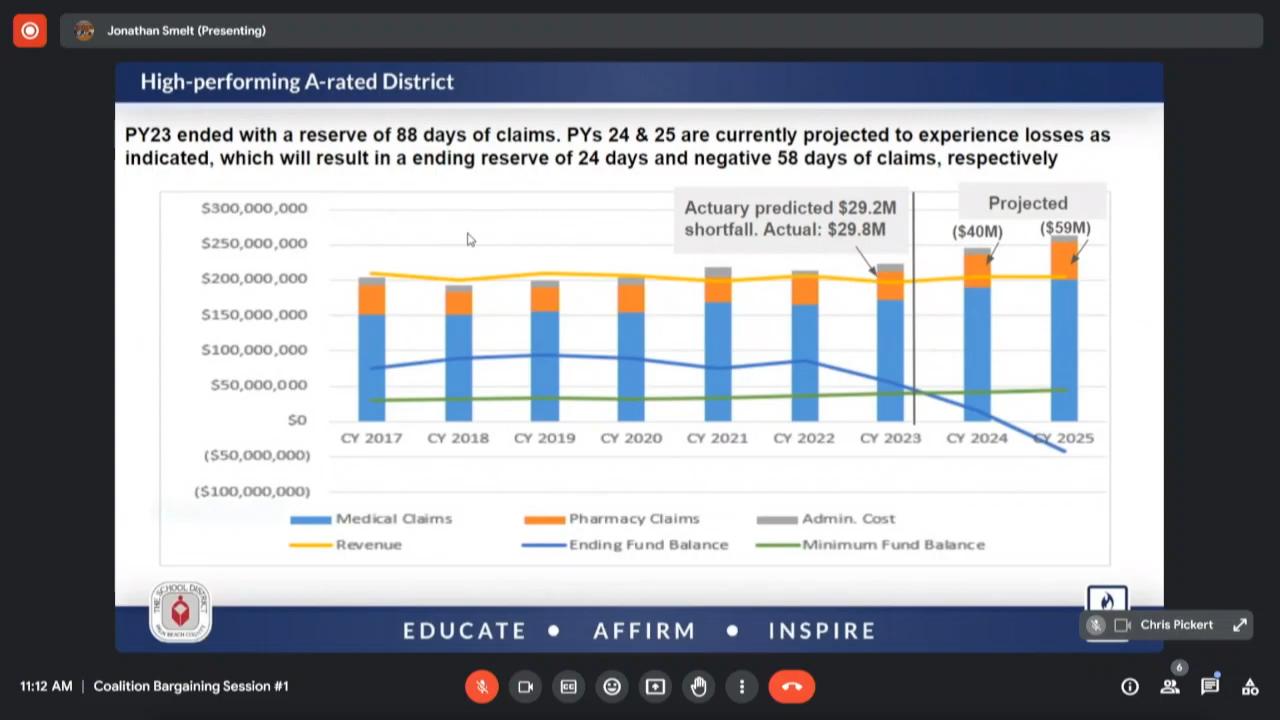 Jonathan Smelt (Presenting)
High-performing A-rated District
PY23 ended with a reserve of 88 days of claims. PYs 24 & 25 are currently projected to experience losses as
indicated, which will result in a ending reserve of 24 days and negative 58 days of claims, respectively
Actuary predicted $29.2M
shortfall. Actual: $29.8M
Projected
($40M)
($59M)
$300,000,000
$250,000,000
$200,000,000
$150,000,000
$100,000,000
$50,000,000
$0
($50,000,000)
($100,000,000)
CY 2017 CY 2018 CY 2019 CY 2020 CY 2021 CY 2022 CY 2023 CY 2024 CY 2025
Medical Claims Pharmacy Claims Admin. Cost
Revenue Ending Fund Balance Minimum Fund Balance
THE SCHOOL DISTRICT
EDUCATE • AFFIRM • INSPIRE
Chris Pickert
11:12 AM | Coalition Bargaining Session #1
CC
6